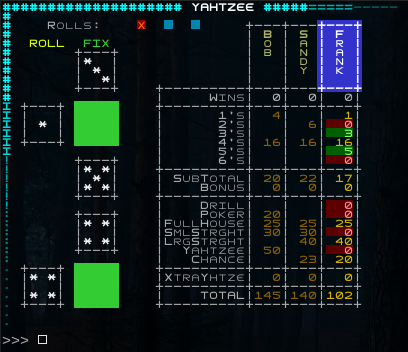 YAHTZEE
ROLLS: X
ROLL FIX
BOB SANDY FRANK
WINS 0 0 0
1'S 4 1
2'S 6 0
3'S 3
4'S 16 16 16
5'S 5
6'S 0
SUBTOTAL 20 22 17
BONUS 0 0 0
DRILL 0
POKER 20 0
FULLHOUSE 25 25 25
SMLSTRGHT 30 30 0
LRGSTRGHT 40 40
YAHTZEE 50 0
CHANCE 23 20
XTRAYHTZE 0 0 0
TOTAL 145 140 102
>>>